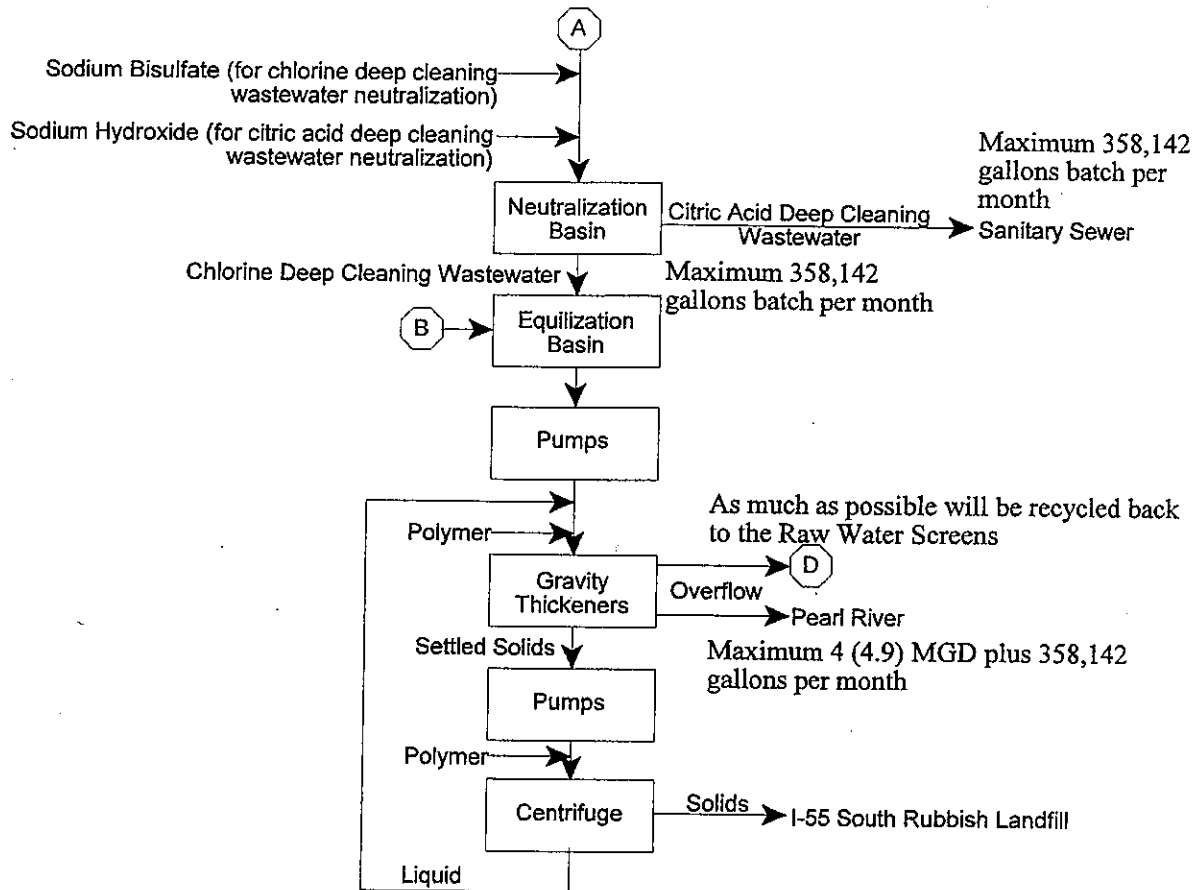 A
Sodium Bisulfate (for chlorine deep cleaning
wastewater neutralization)
Sodium Hydroxide (for citric acid deep cleaning
wastewater neutralization)
Maximum 358,142
gallons batch per
month
Neutralization
Basin
Citric Acid Deep Cleaning
Wastewater
Sanitary Sewer
Chlorine Deep Cleaning Wastewater
Maximum 358,142
gallons batch per month
B
Equilization
Basin
Pumps
As much as possible will be recycled back
to the Raw Water Screens
Polymer
D
Gravity
Thickeners
Overflow
Pearl River
Settled Solids
Maximum 4 (4.9) MGD plus 358,142
gallons per month
Pumps
Polymer
Centrifuge
Solids
I-55 South Rubbish Landfill
Liquid